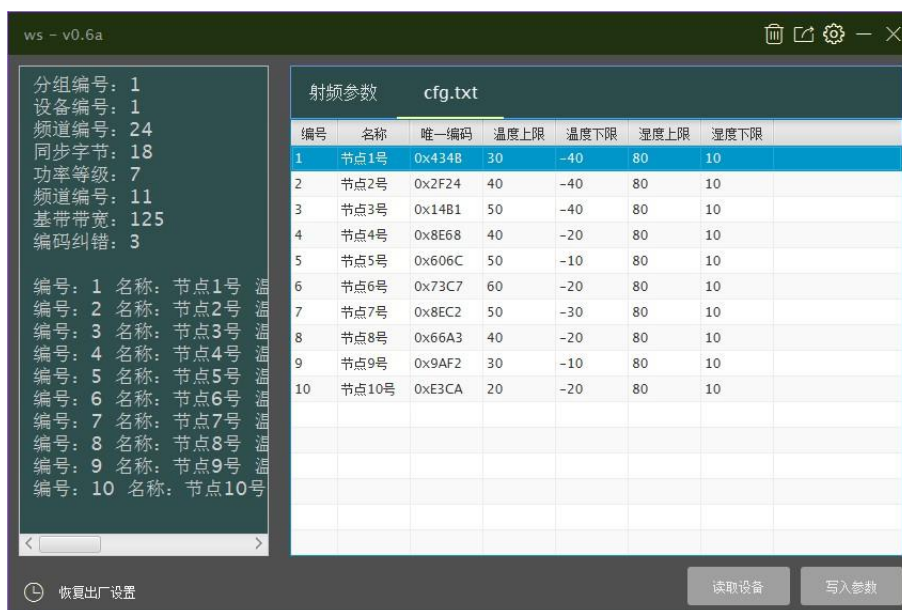 ws - v0.6a
分组编号: 1
设备编号: 1
频道编号: 24
同步字节: 18
功率等级: 7
频道编号: 11
基带带宽: 125
编码纠错: 3
编号: 1 名称: 节点1号 温
编号: 2 名称: 节点2号 温
编号: 3 名称: 节点3号 温
编号: 4 名称: 节点4号 温
编号: 5 名称: 节点5号 温
编号: 6 名称: 节点6号 温
编号: 7 名称: 节点7号 温
编号: 8 名称: 节点8号 温
编号: 9 名称: 节点9号 温
编号: 10 名称: 节点10号
射频参数 cfg.txt
编号 名称 唯一编码 温度上限 温度下限 湿度上限 湿度下限
1 节点1号 0x434B 30 -40 80 10
2 节点2号 0x2F24 40 -40 80 10
3 节点3号 0x14B1 50 -40 80 10
4 节点4号 0x8E68 40 -20 80 10
5 节点5号 0x606C 50 -10 80 10
6 节点6号 0x73C7 60 -20 80 10
7 节点7号 0x8EC2 50 -30 80 10
8 节点8号 0x66A3 40 -20 80 10
9 节点9号 0x9AF2 30 -10 80 10
10 节点10号 0xE3CA 20 -20 80 10
恢复出厂设置
读取设备 写入参数